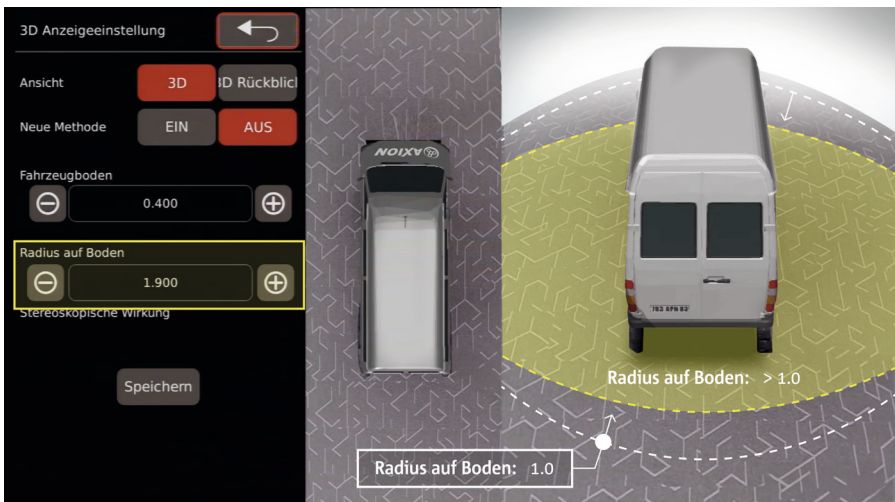 3D Anzeigeeinstellung
Ansicht
3D
3D Rückblick
Neue Methode
EIN
AUS
Fahrzeugboden
0.400
Radius auf Boden
1.900
Stereoskopische Wirkung
Speichern
AXION
Radius auf Boden: > 1.0
Radius auf Boden: 1.0